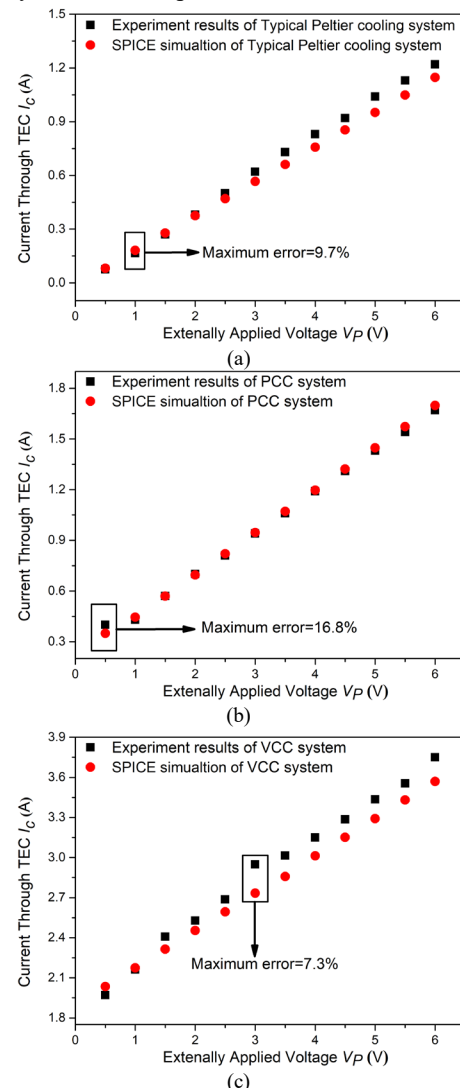 Experiment results of Typical Peltier cooling system
SPICE simualtion of Typical Peltier cooling system
1.2
0.9
0.6
0.3
0.0
Current Through TEC Ic (A)
Maximum error=9.7%
0 1 2 3 4 5 6
Extenally Applied Voltage VP (V)
(a)
Experiment results of PCC system
SPICE simualtion of PCC system
1.8
1.5
1.2
0.9
0.6
0.3
Current Through TEC Ic (A)
Maximum error=16.8%
0 1 2 3 4 5 6
Extenally Applied Voltage VP (V)
(b)
Experiment results of VCC system
SPICE simualtion of VCC system
3.9
3.6
3.3
3.0
2.7
2.4
2.1
1.8
Current Through TEC Ic (A)
Maximum error=7.3%
0 1 2 3 4 5 6
Extenally Applied Voltage VP (V)
(c)